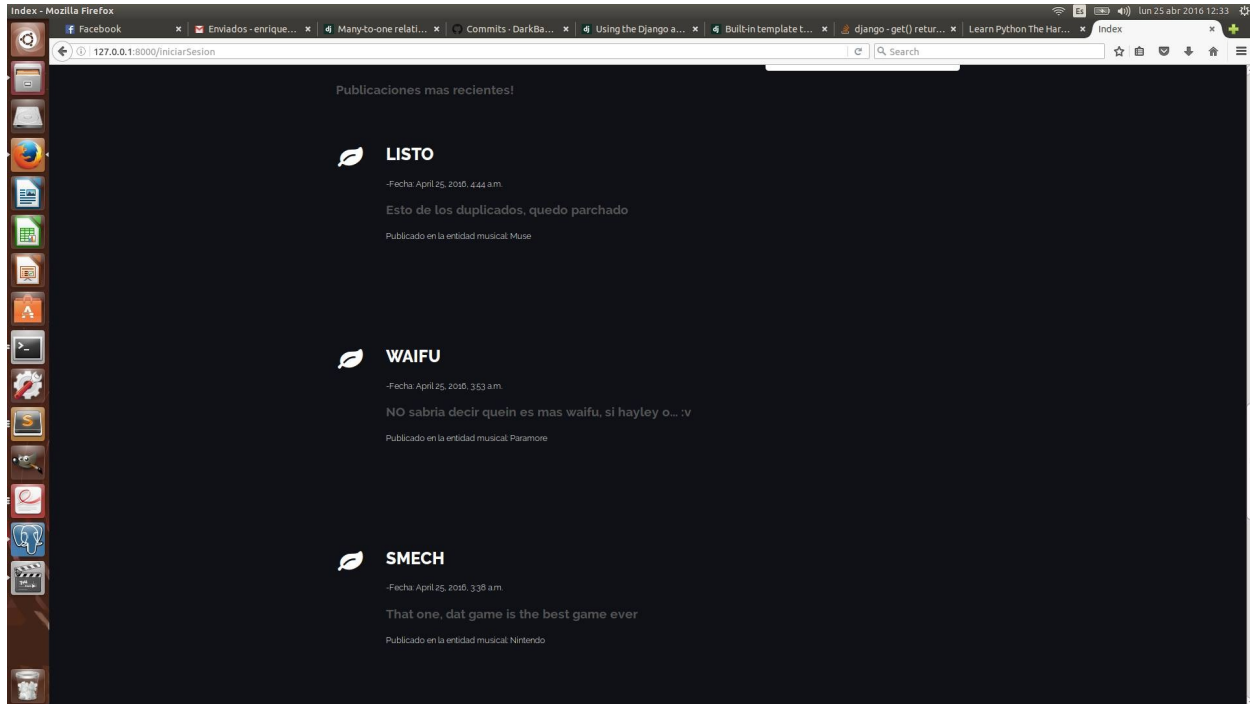 Index - Mozilla Firefox
Es
lun 25 abr 2016 12:33
Facebook
Enviados - enrique...
Many-to-one relati...
Commits · DarkBa...
Using the Django a...
Built-in template t...
django - get() retur...
Learn Python The Har...
Index
127.0.0.1:8000/iniciarSesion
Search
Publicaciones mas recientes!
LISTO
-Fecha: April 25, 2016, 4:44 a.m.
Esto de los duplicados, quedo parchado
Publicado en la entidad musical: Muse
WAIFU
-Fecha: April 25, 2016, 3:53 a.m.
NO sabria decir quein es mas waifu, si hayley o... :v
Publicado en la entidad musical: Paramore
SMECH
-Fecha: April 25, 2016, 3:38 a.m.
That one, dat game is the best game ever
Publicado en la entidad musical: Nintendo